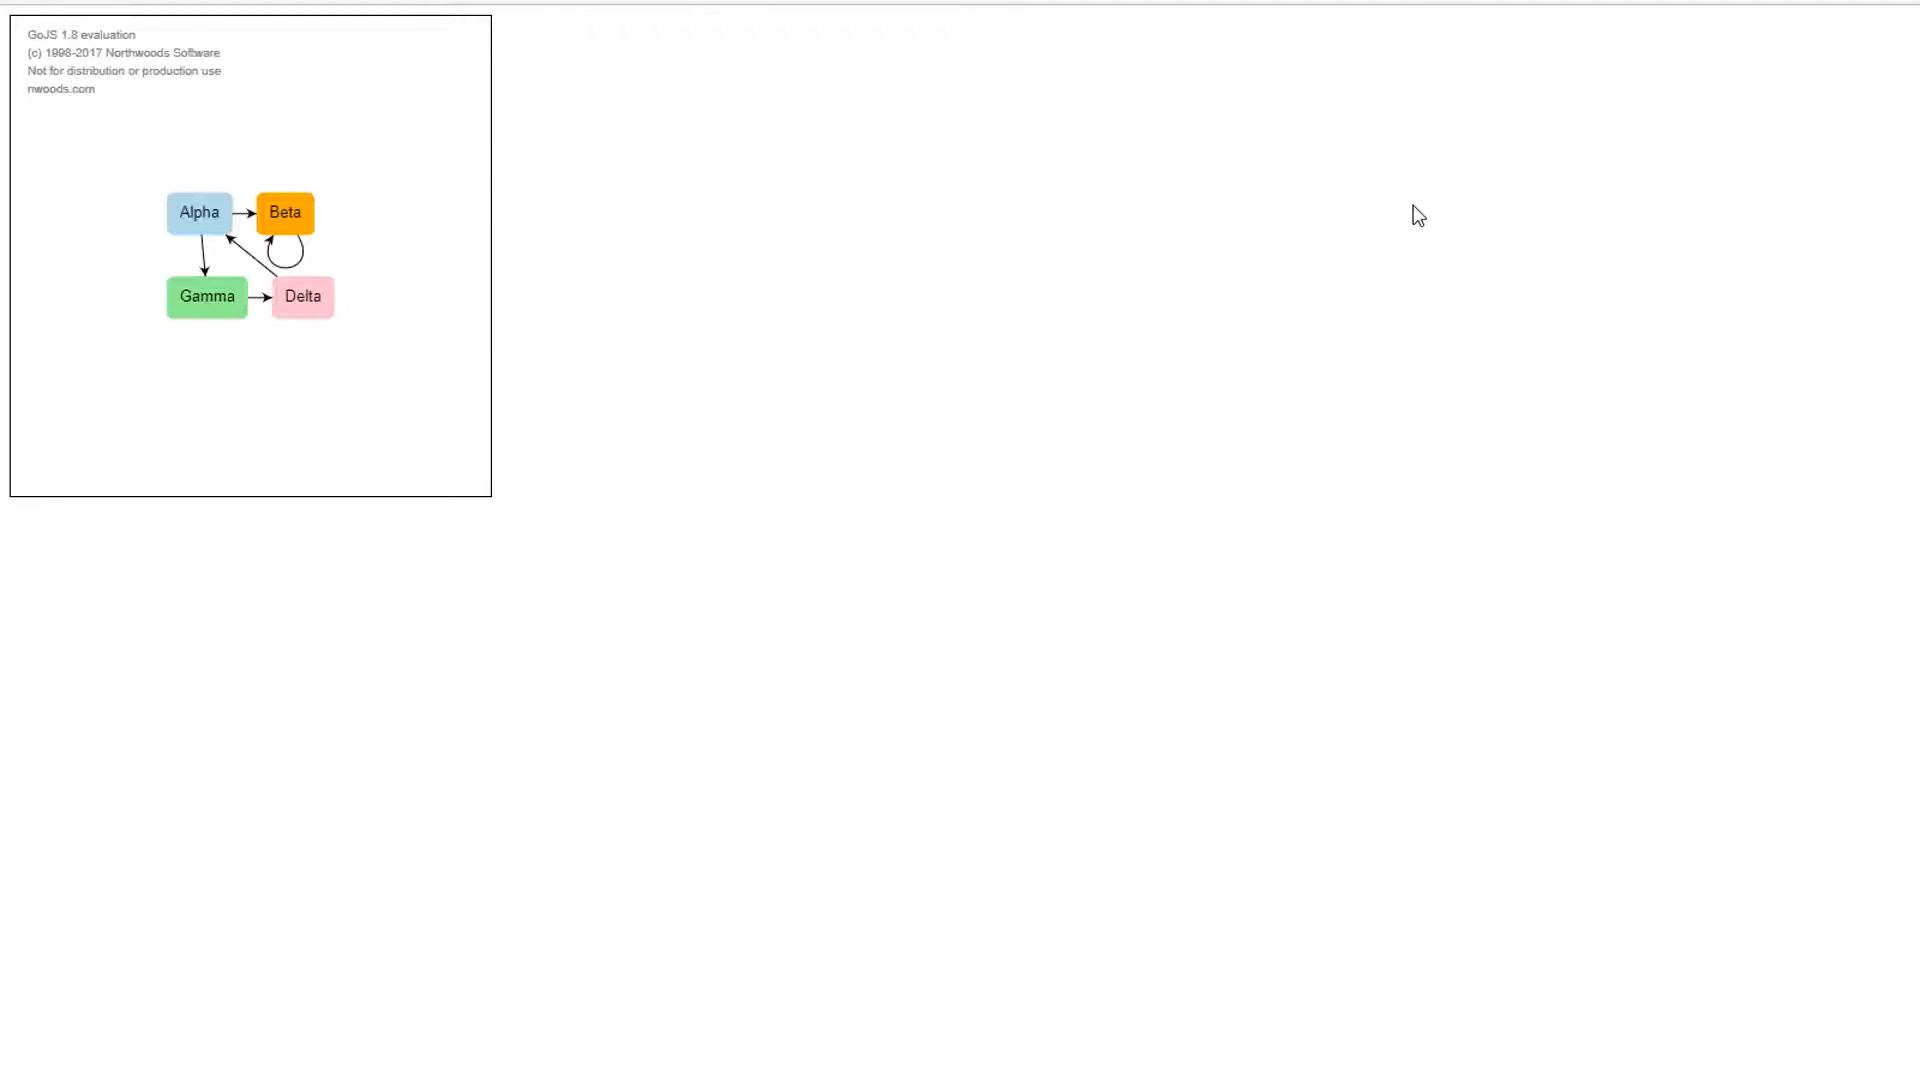 GoJS 1.8 evaluation
(c) 1998-2017 Northwoods Software
Not for distribution or production use
nwoods.com
Alpha
Beta
Gamma
Delta